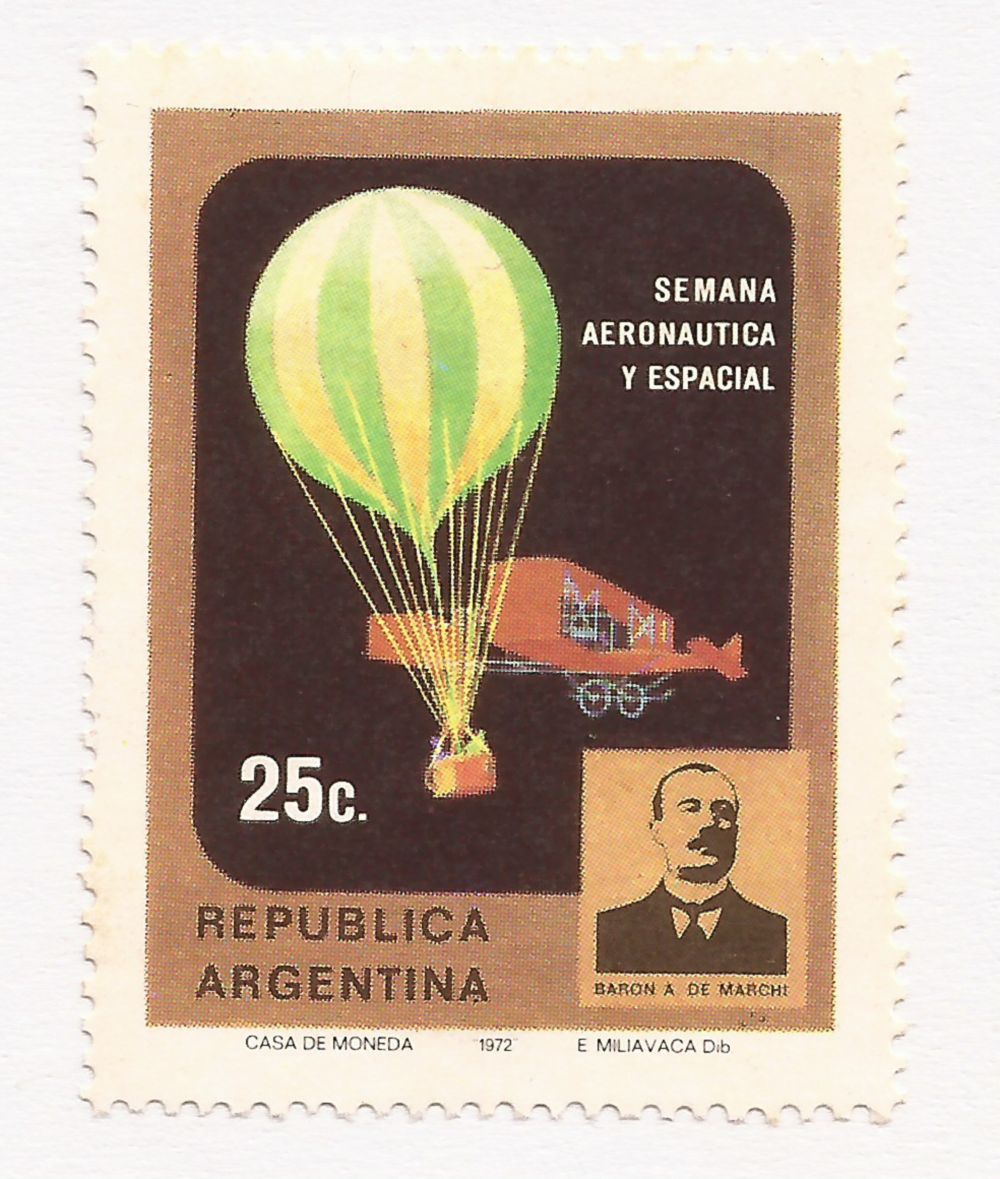 SEMANA
AERONAUTICA
Y ESPACIAL
25c.
REPUBLICA
ARGENTINA
BARON A DE MARCHI
CASA DE MONEDA 1972 E MILIAVACA Dib